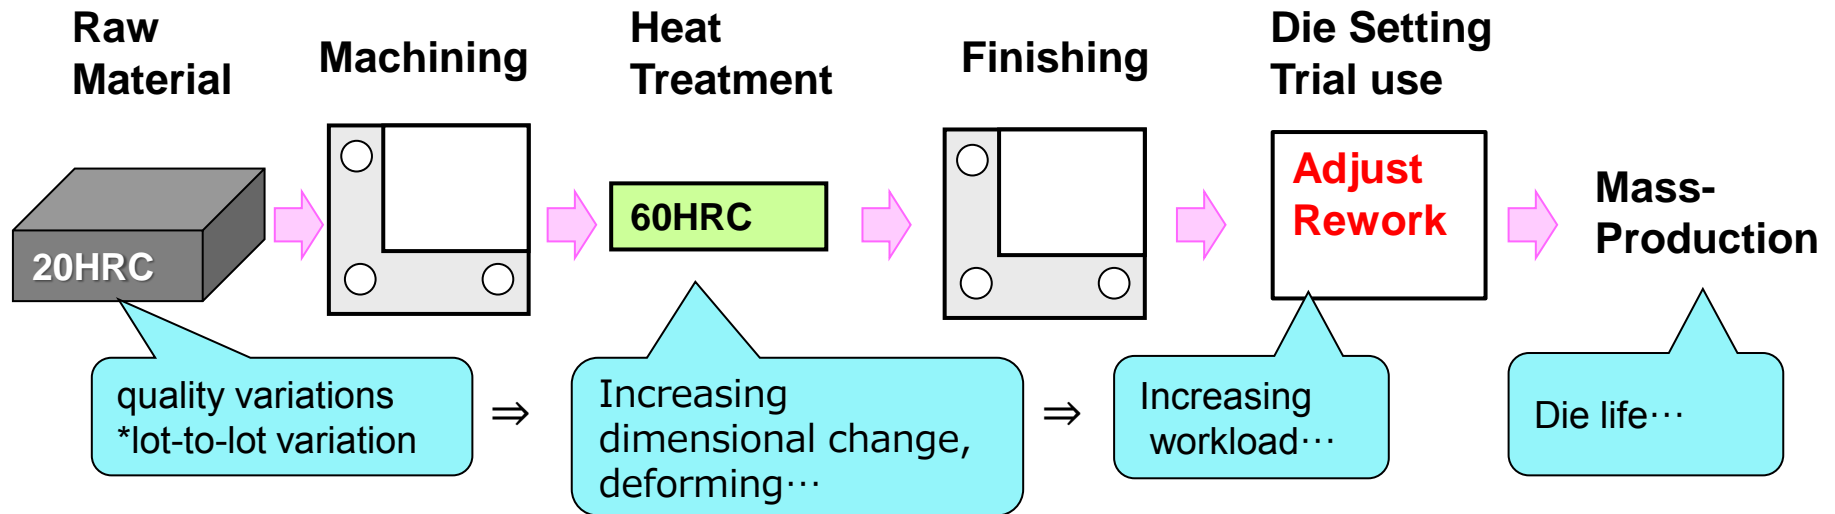 Raw
Material
Machining
Heat
Treatment
Finishing
Die Setting
Trial use
20HRC
60HRC
Adjust
Rework
Mass-
Production
quality variations
*lot-to-lot variation
⇒
Increasing
dimensional change,
deforming…
⇒
Increasing
workload…
Die life…